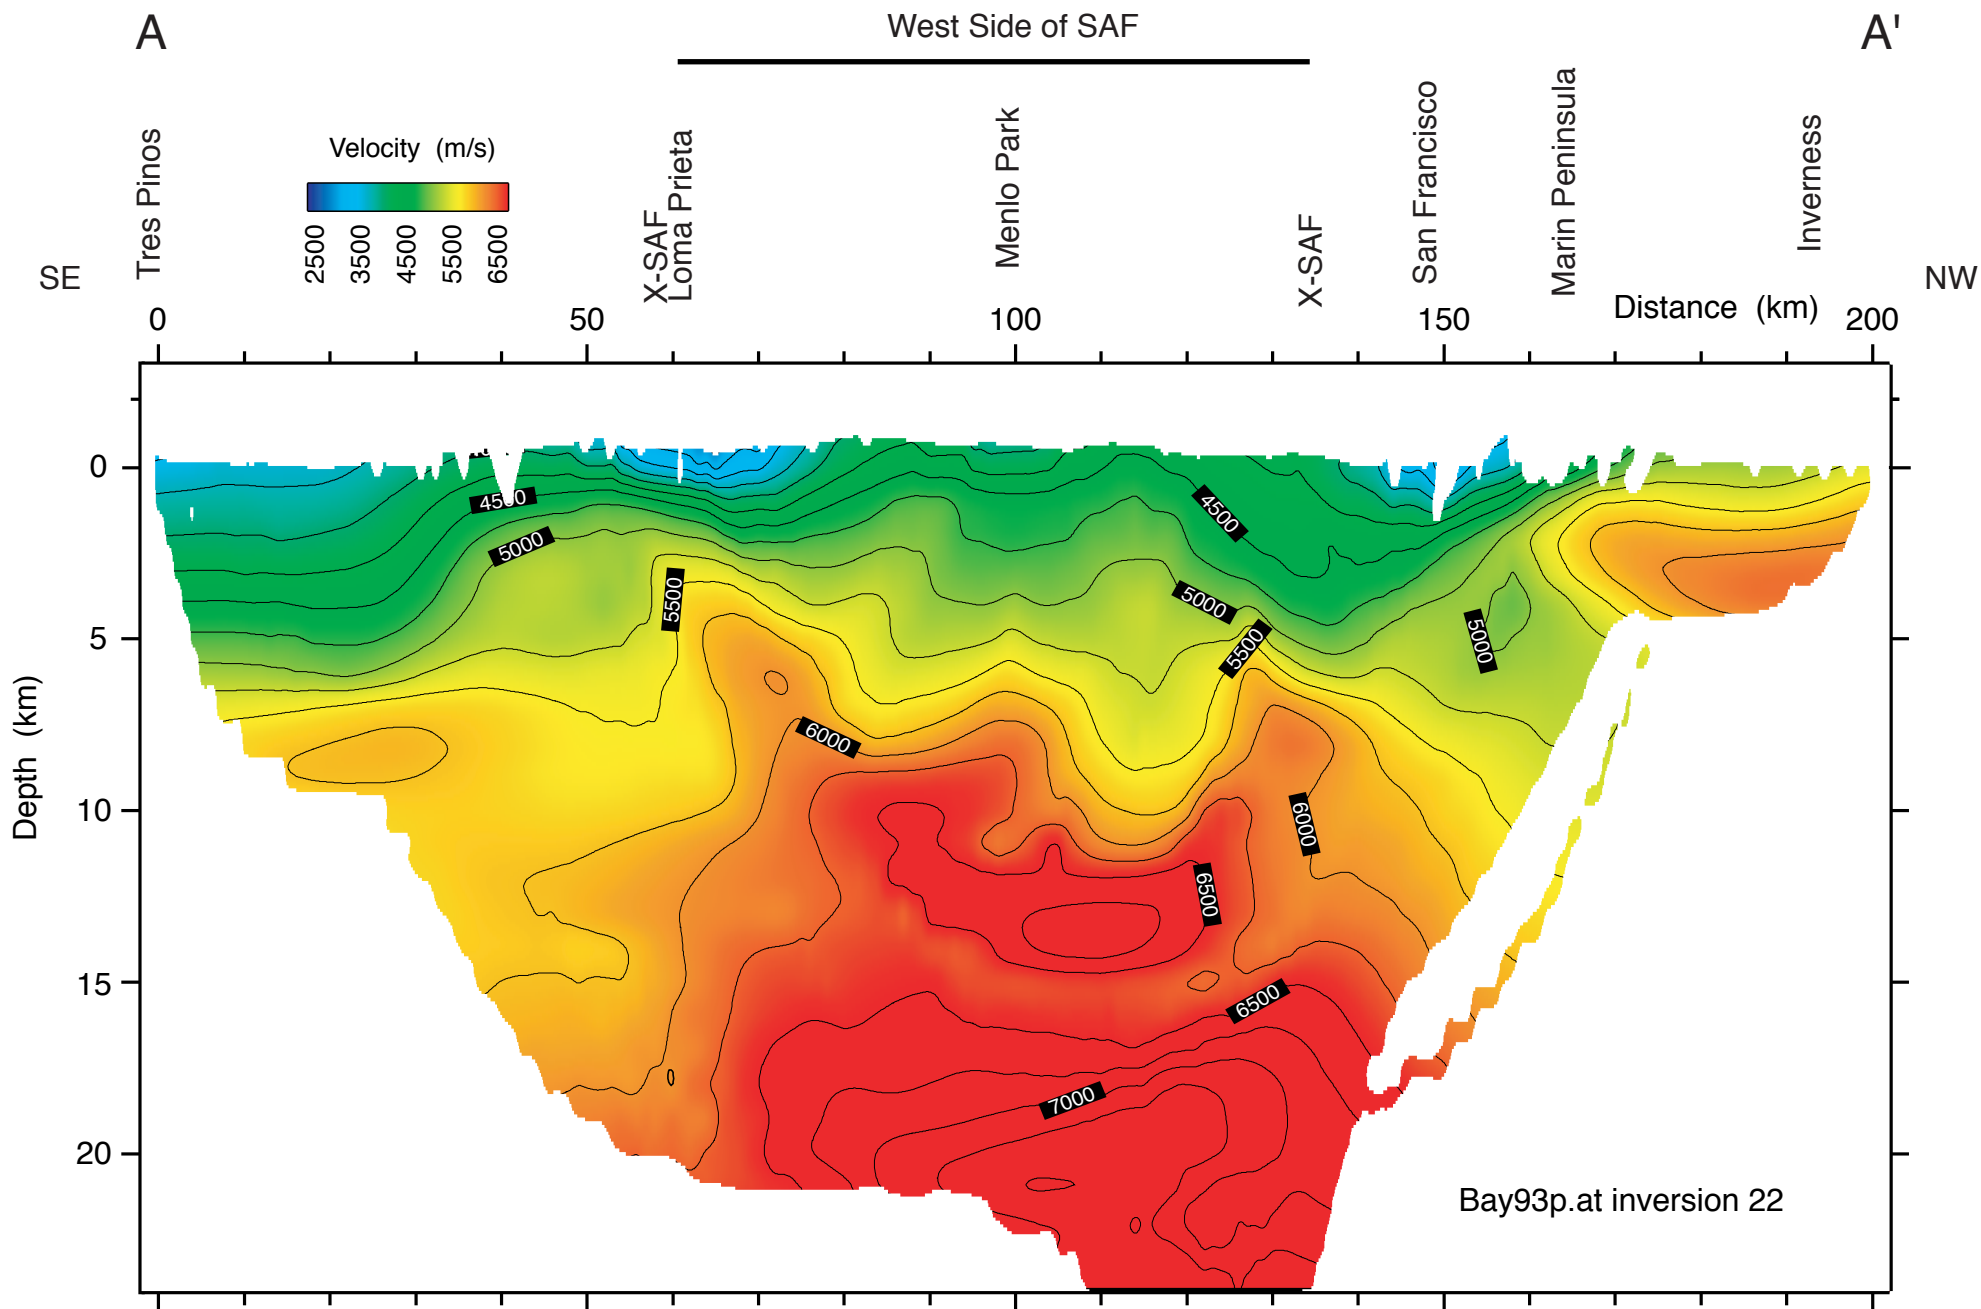 A
West Side of SAF
A'
Velocity (m/s)
2500
3500
4500
5500
6500
Tres Pinos
X-SAF
Loma Prieta
Menlo Park
X-SAF
San Francisco
Marin Peninsula
Inverness
SE
NW
Distance (km)
0
50
100
150
200
Depth (km)
0
5
10
15
20
4500
5000
5500
6000
4500
5000
5500
5000
6000
6500
6500
7000
Bay93p.at inversion 22